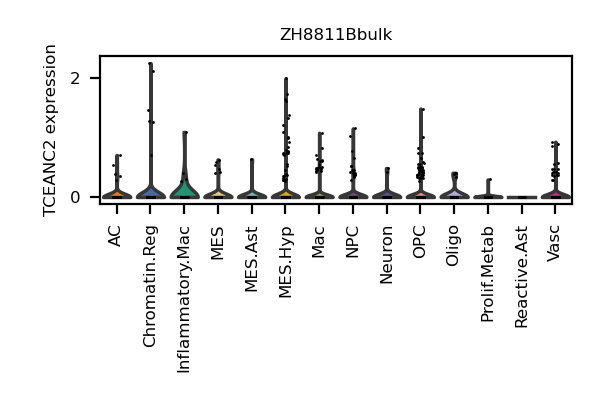 ZH8811Bbulk
TCEANC2 expression
2
0
AC
Chromatin.Reg
Inflammatory.Mac
MES
MES.Ast
MES.Hyp
Mac
NPC
Neuron
OPC
Oligo
Prolif.Metab
Reactive.Ast
Vasc